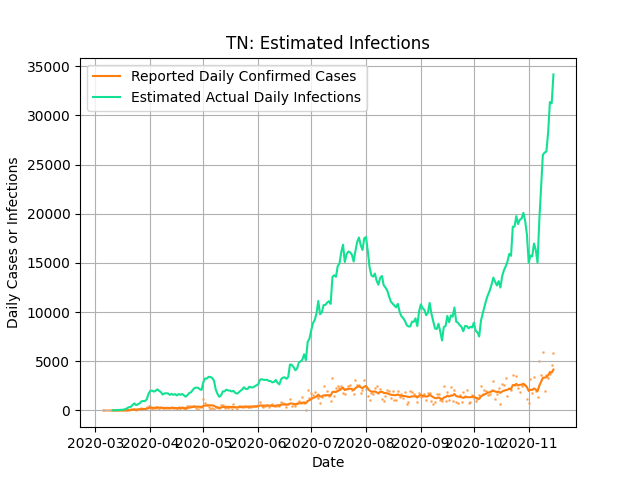 TN: Estimated Infections
Reported Daily Confirmed Cases
Estimated Actual Daily Infections
Daily Cases or Infections
35000
30000
25000
20000
15000
10000
5000
0
2020-03 2020-04 2020-05 2020-06 2020-07 2020-08 2020-09 2020-10 2020-11
Date